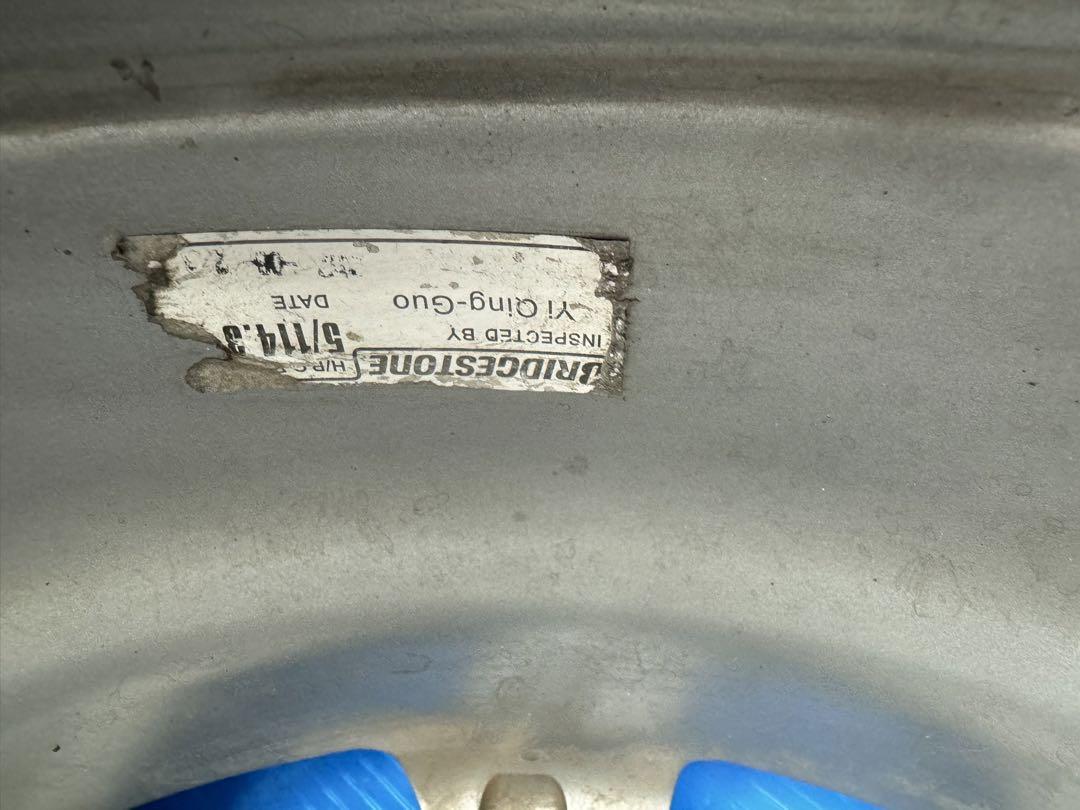 BRIDGESTONE
H/P.C
5/114.3
INSPECTED BY
Yi Qing-Guo
DATE